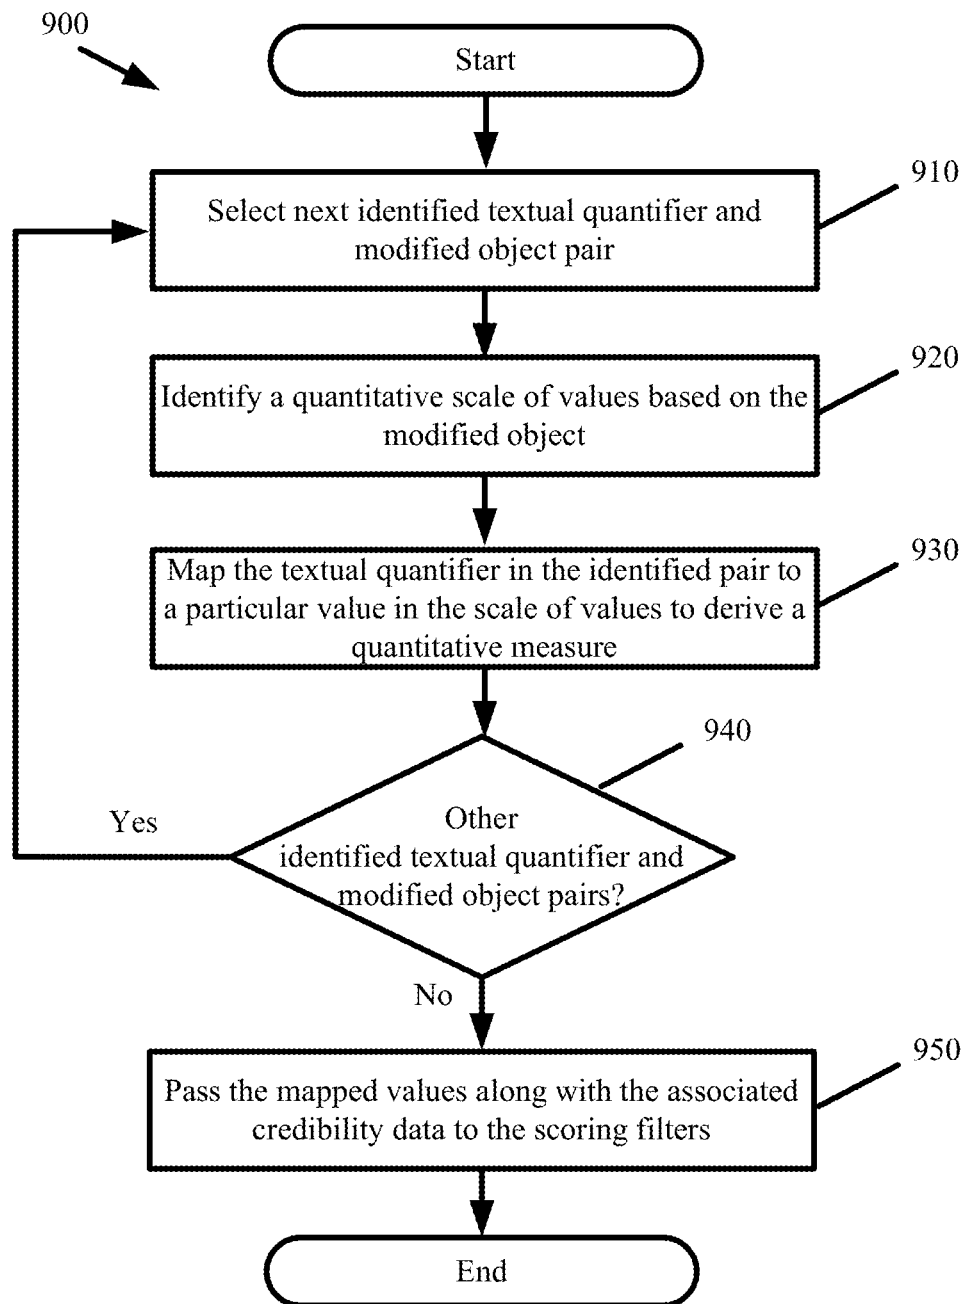 900
Start
910
Select next identified textual quantifier and
modified object pair
920
Identify a quantitative scale of values based on the
modified object
930
Map the textual quantifier in the identified pair to
a particular value in the scale of values to derive a
quantitative measure
940
Other
identified textual quantifier and
modified object pairs?
Yes
No
950
Pass the mapped values along with the associated
credibility data to the scoring filters
End